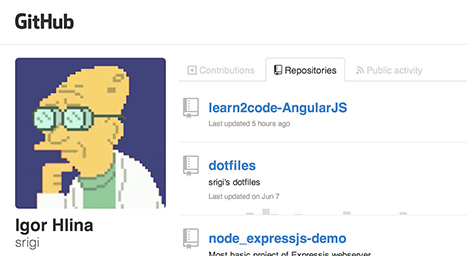 GitHub
Contributions
Repositories
Public activity
learn2code-AngularJS
Last updated 5 hours ago
dotfiles
srigi's dotfiles
Last updated on Jun 7
Igor Hlina
srigi
node_expressjs-demo
Most basic project of Expressjs webserver